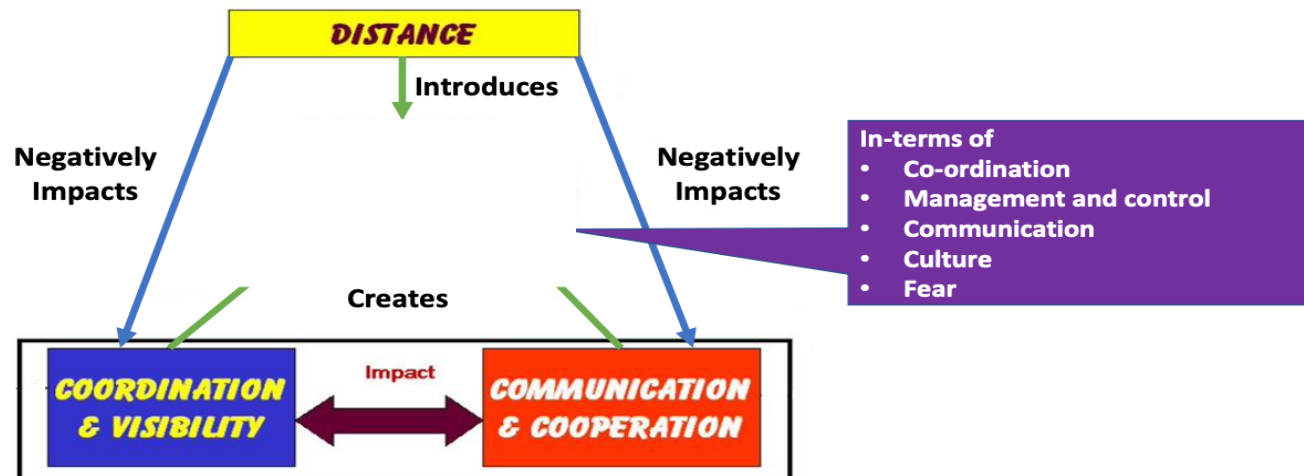 DISTANCE
Introduces
Negatively
Impacts
Negatively
Impacts
In-terms of
• Co-ordination
• Management and control
• Communication
• Culture
• Fear
Creates
COORDINATION
& VISIBILITY
Impact
COMMUNICATION
& COOPERATION